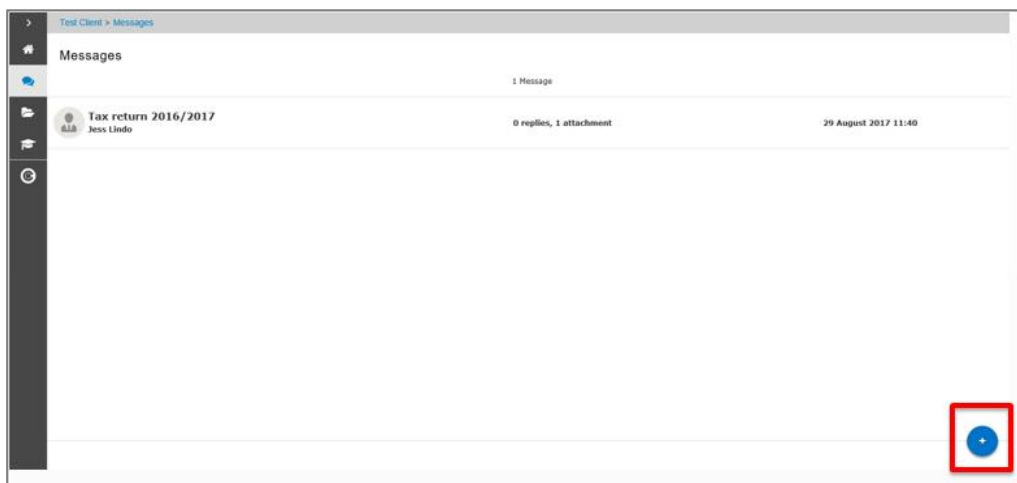 Test Client > Messages
Messages
1 Message
Tax return 2016/2017
Jess Lindo
0 replies, 1 attachment
29 August 2017 11:40